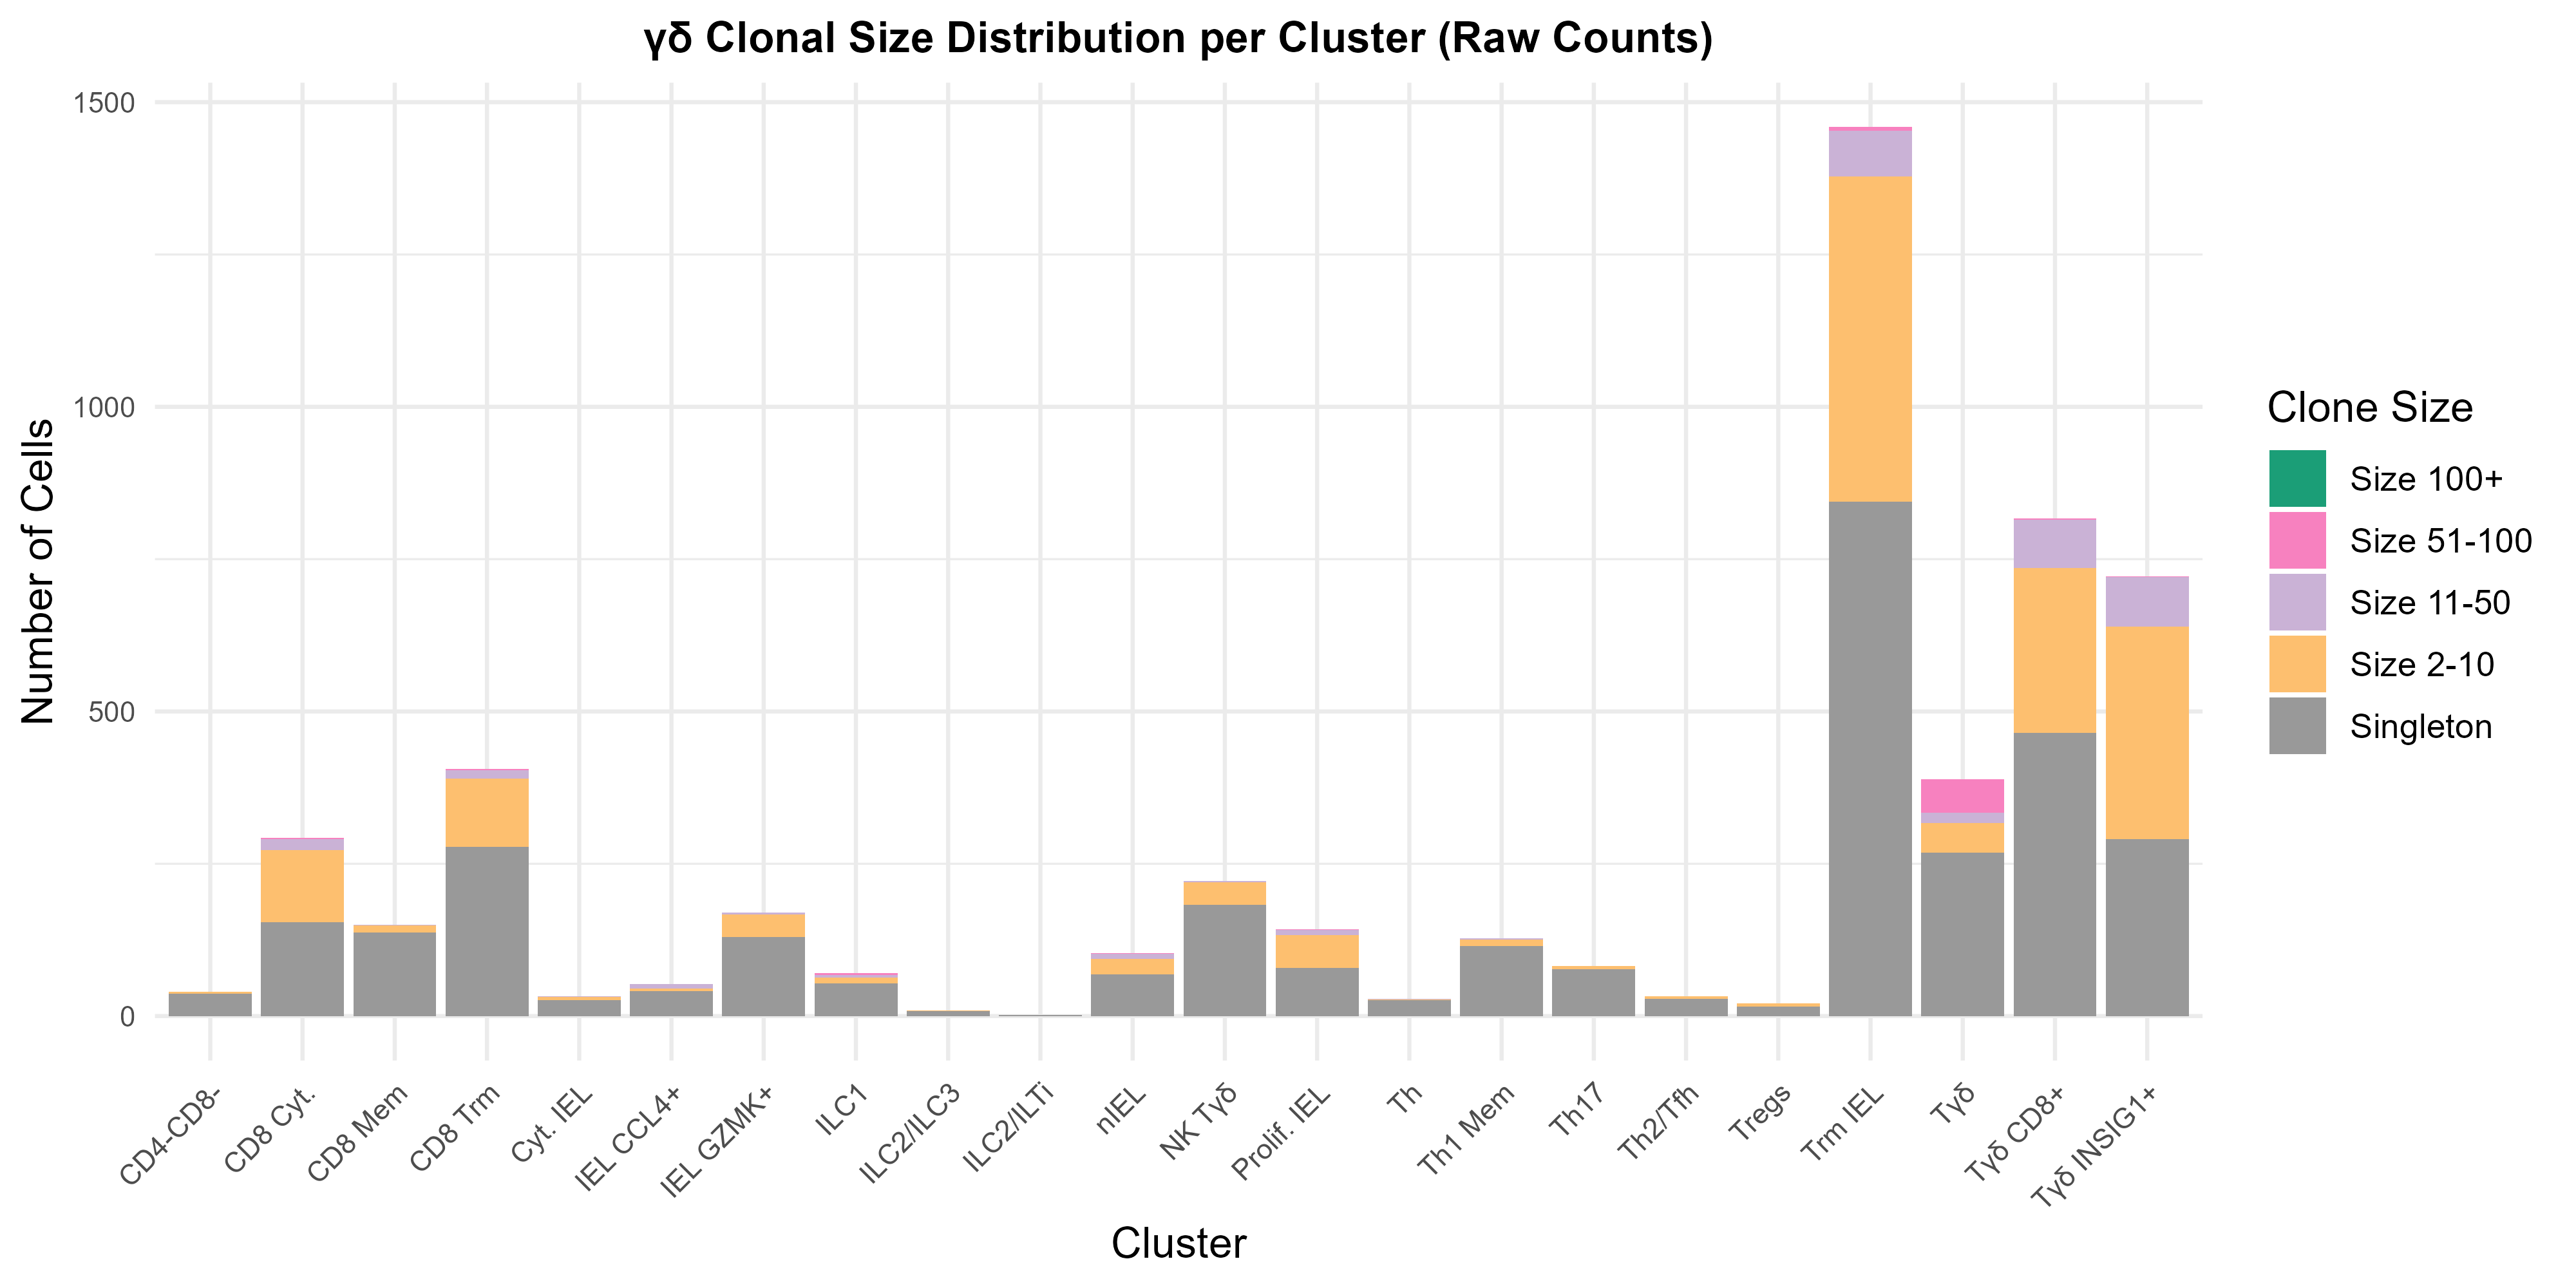 γδ Clonal Size Distribution per Cluster (Raw Counts)
1500
1000
500
0
Number of Cells
CD4-CD8-
CD8 Cyt.
CD8 Mem
CD8 Trm
Cyt. IEL
IEL CCL4+
IEL GZMK+
ILC1
ILC2/ILC3
ILC2/ILTi
nIEL
NK Tγδ
Prolif. IEL
Th
Th1 Mem
Th17
Th2/Tfh
Tregs
Trm IEL
Tγδ
Tγδ CD8+
Tγδ INSIG1+
Cluster
Clone Size
Size 100+
Size 51-100
Size 11-50
Size 2-10
Singleton